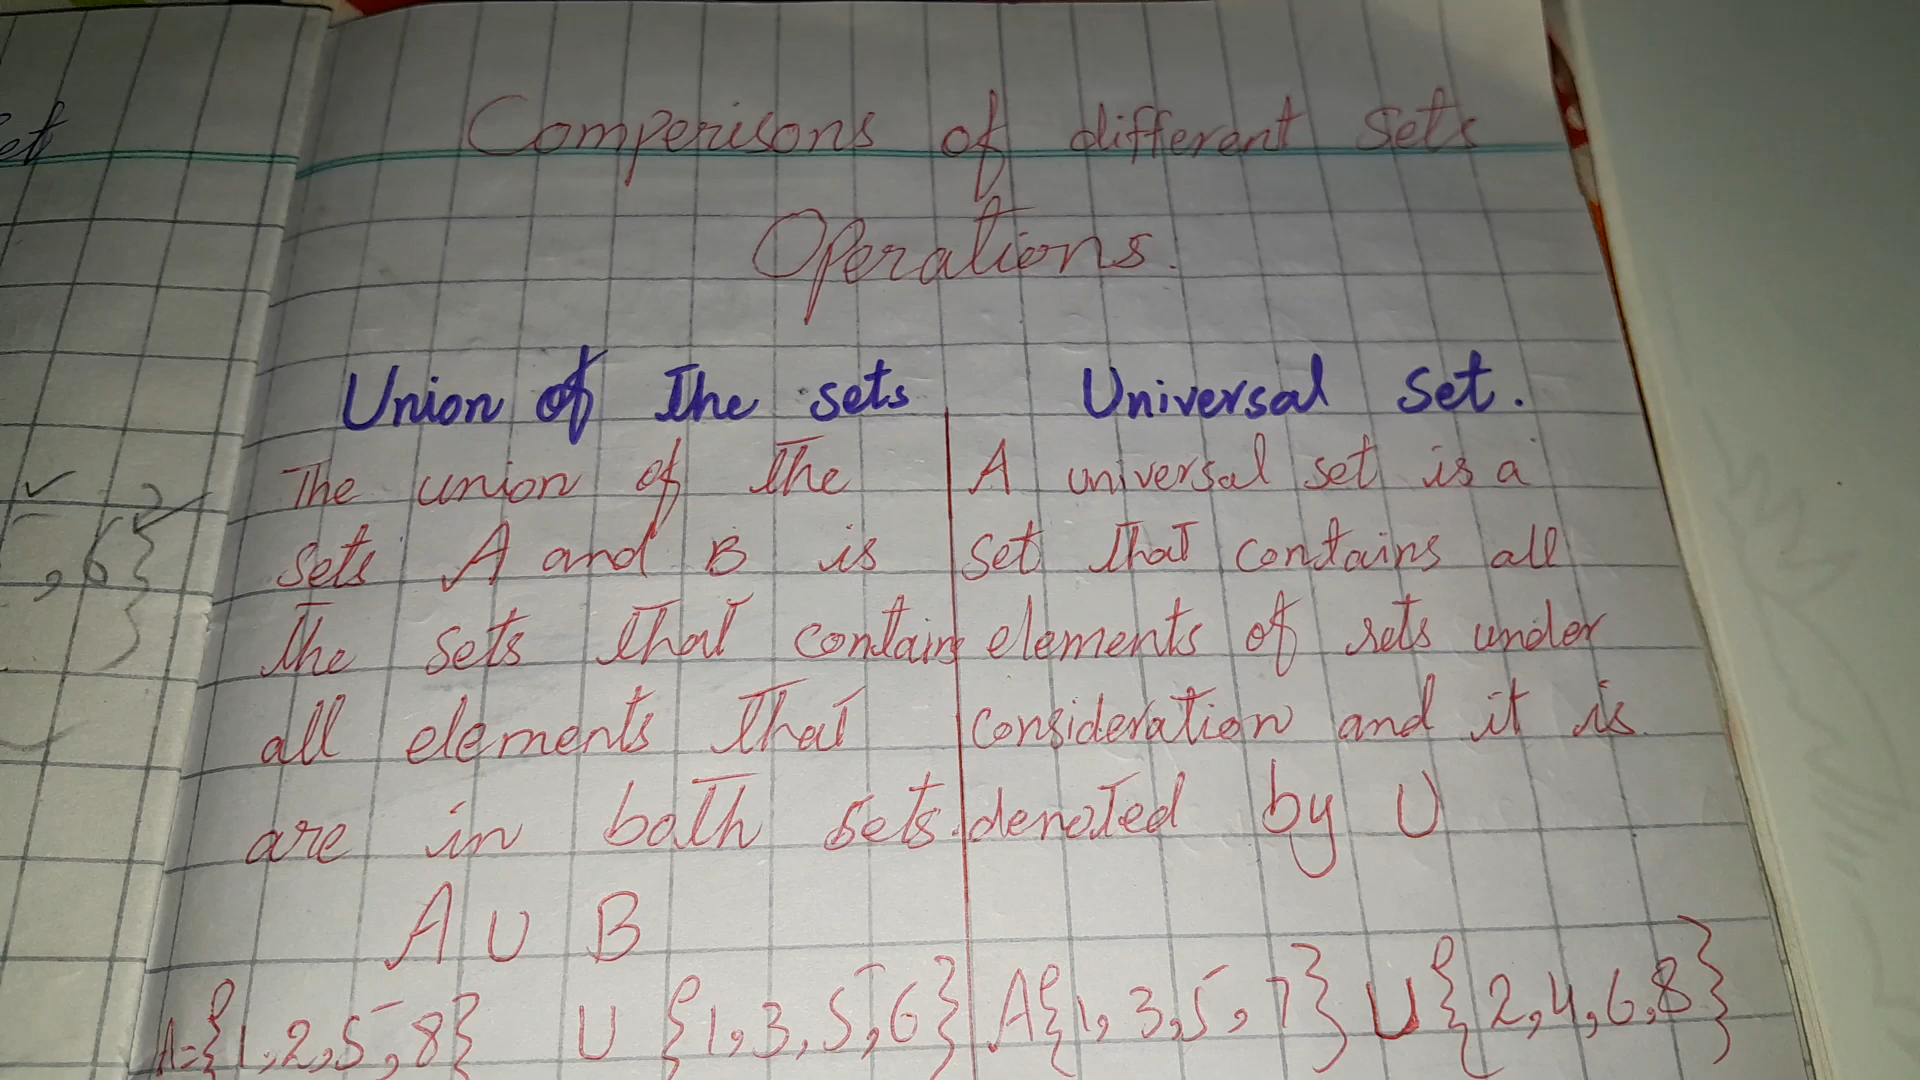 et
Comperisons of different sets
Operations.
Union of The sets
The union of The
sets A and B is
The sets That contains
all elements That
are in both sets.
A U B
A={1,2,5,8} U {1,3,5,6}
Universal Set.
A universal set is a
set That contains all
elements of sets under
consideration and it is
denoted by U
A{1,3,5,7} U {2,4,6,8}
,6}